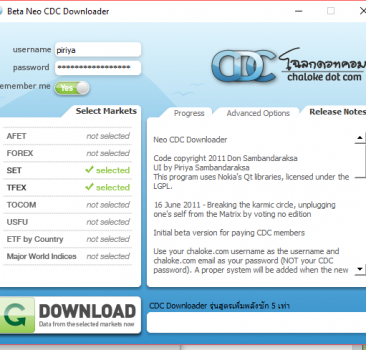 Beta Neo CDC Downloader
username piriya
password ****************
emember me Yes
CDC โฉลกดอทคอม
chaloke dot com
Select Markets
AFET not selected
FOREX not selected
SET selected
TFEX selected
TOCOM not selected
USFU not selected
ETF by Country not selected
Major World Indices not selected
Progress Advanced Options Release Notes
Neo CDC Downloader
Code copyright 2011 Don Sambandaraksa
UI by Piriya Sambandaraksa
This program uses Nokia's Qt libraries, licensed under the
LGPL.
16 June 2011 - Breaking the karmic circle, unplugging
one's self from the Matrix by voting no edition
Initial beta version for paying CDC members
Use your chaloke.com username as the username and
chaloke.com email as your password (NOT your CDC
password). A proper system will be added when the new
DOWNLOAD
Data from the selected markets now
CDC Downloader รุ่นสูตรเพิ่มพลังซัก 5 เท่า